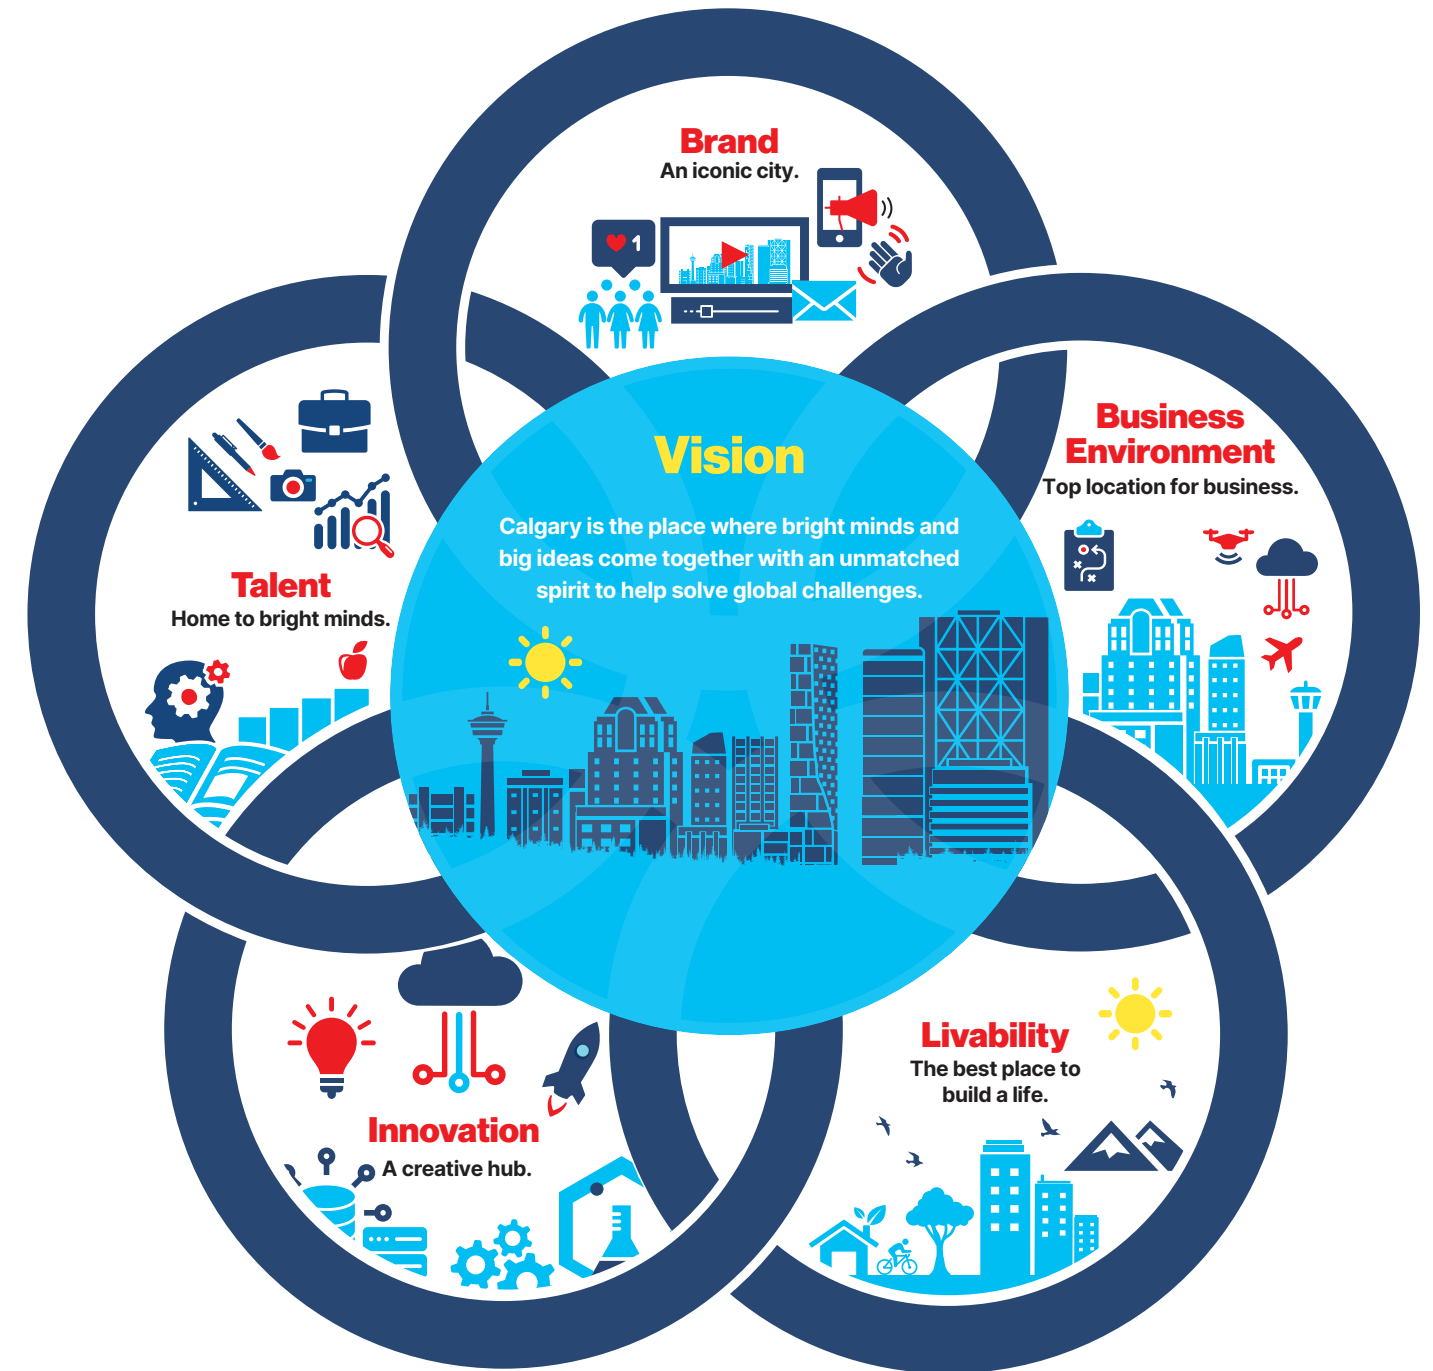 Brand
An iconic city.
1
Business
Environment
Top location for business.
Vision
Calgary is the place where bright minds and
big ideas come together with an unmatched
spirit to help solve global challenges.
Talent
Home to bright minds.
Livability
The best place to
build a life.
Innovation
A creative hub.